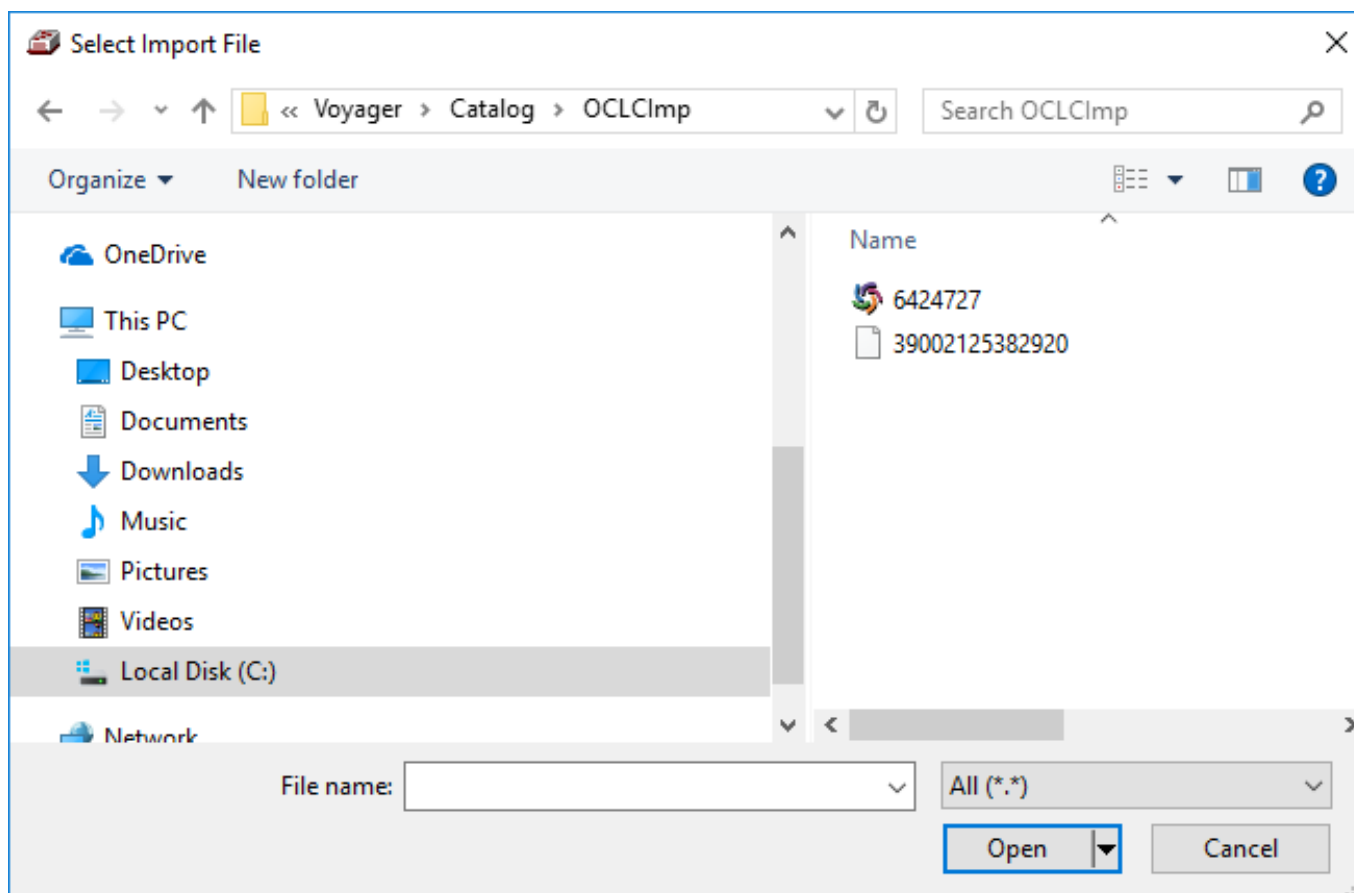 Select Import File
« Voyager > Catalog > OCLCImp
Search OCLCImp
Organize
New folder
?
OneDrive
This PC
Desktop
Documents
Downloads
Music
Pictures
Videos
Local Disk (C:)
Network
Name
6424727
39002125382920
File name:
All (*.*)
Open
Cancel